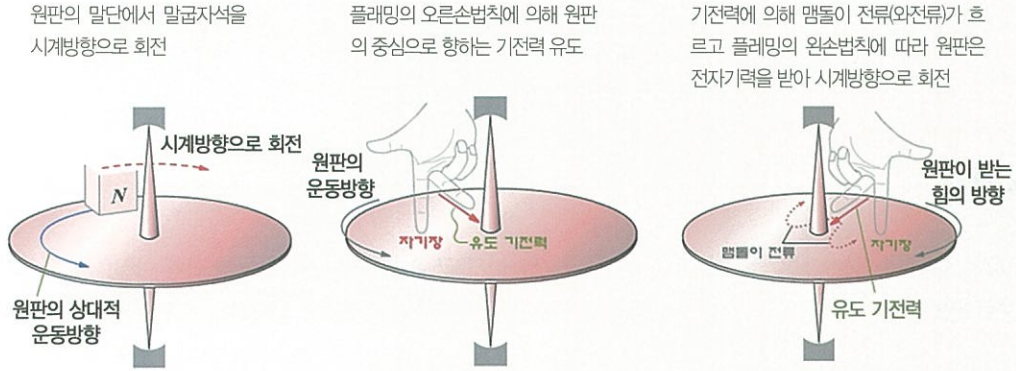 원판의 말단에서 말굽자석을
시계방향으로 회전
시계방향으로 회전
N
원판의 상대적
운동방향
플래밍의 오른손법칙에 의해 원판
의 중심으로 향하는 기전력 유도
원판의
운동방향
자기장
유도 기전력
기전력에 의해 맴돌이 전류(와전류)가 흐
르고 플레밍의 왼손법칙에 따라 원판은
전자기력을 받아 시계방향으로 회전
원판이 받는
힘의 방향
맴돌이 전류
자기장
유도 기전력